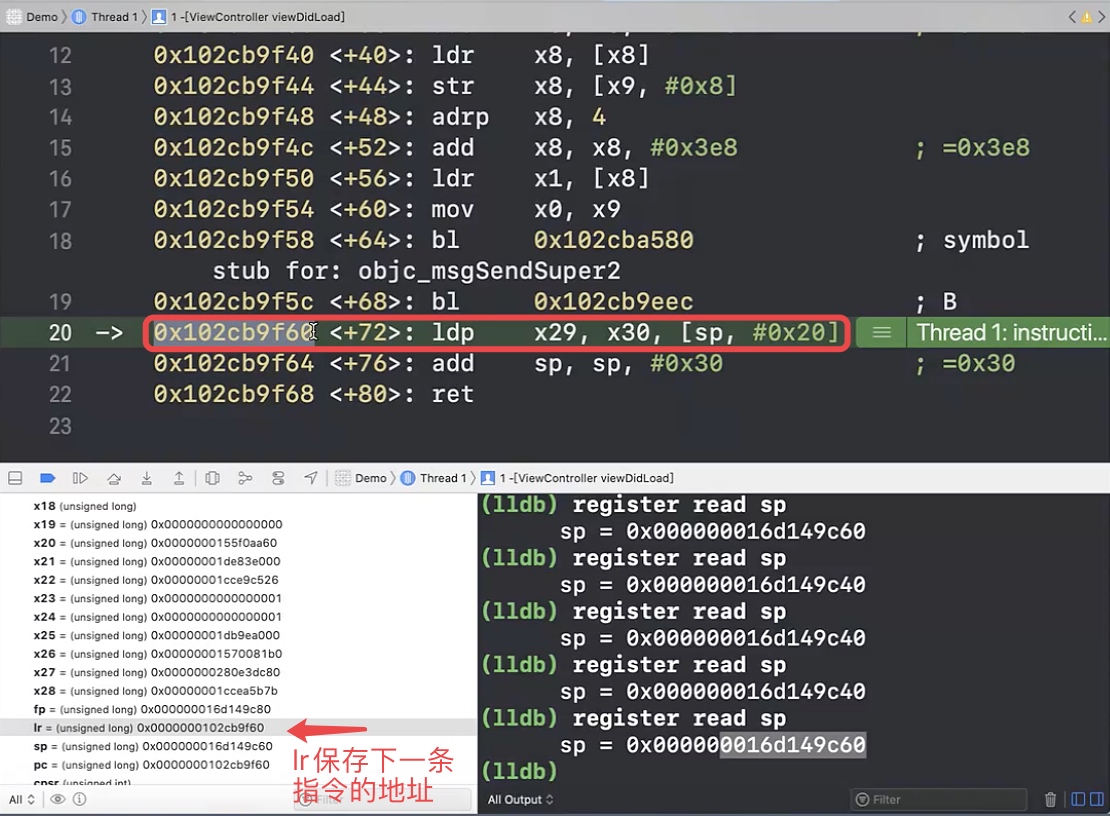 Demo 〉 Thread 1 〉 1 -[ViewController viewDidLoad]
12 0x102cb9f40 <+40>: ldr x8, [x8]
13 0x102cb9f44 <+44>: str x8, [x9, #0x8]
14 0x102cb9f48 <+48>: adrp x8, 4
15 0x102cb9f4c <+52>: add x8, x8, #0x3e8 ; =0x3e8
16 0x102cb9f50 <+56>: ldr x1, [x8]
17 0x102cb9f54 <+60>: mov x0, x9
18 0x102cb9f58 <+64>: bl 0x102cba580 ; symbol
stub for: objc_msgSendSuper2
19 0x102cb9f5c <+68>: bl 0x102cb9eec ; B
20 -> 0x102cb9f60 <+72>: ldp x29, x30, [sp, #0x20] Thread 1: instructi...
21 0x102cb9f64 <+76>: add sp, sp, #0x30 ; =0x30
22 0x102cb9f68 <+80>: ret
23
Demo 〉 Thread 1 〉 1 -[ViewController viewDidLoad]
x18 (unsigned long)
x19 = (unsigned long) 0x0000000000000000
x20 = (unsigned long) 0x0000000155f0aa60
x21 = (unsigned long) 0x00000001de83e000
x22 = (unsigned long) 0x00000001cce9c526
x23 = (unsigned long) 0x0000000000000001
x24 = (unsigned long) 0x0000000000000001
x25 = (unsigned long) 0x00000001db9ea000
x26 = (unsigned long) 0x00000001570081b0
x27 = (unsigned long) 0x0000000280e3dc80
x28 = (unsigned long) 0x00000001ccea5b7b
fp = (unsigned long) 0x000000016d149c80
lr = (unsigned long) 0x0000000102cb9f60
sp = (unsigned long) 0x000000016d149c60
pc = (unsigned long) 0x0000000102cb9f60
cpsr (unsigned int)
lr保存下一条
指令的地址
All
Filter
(lldb) register read sp
sp = 0x000000016d149c60
(lldb) register read sp
sp = 0x000000016d149c40
(lldb) register read sp
sp = 0x000000016d149c40
(lldb) register read sp
sp = 0x000000016d149c40
(lldb) register read sp
sp = 0x000000016d149c60
(lldb)
All Output
Filter